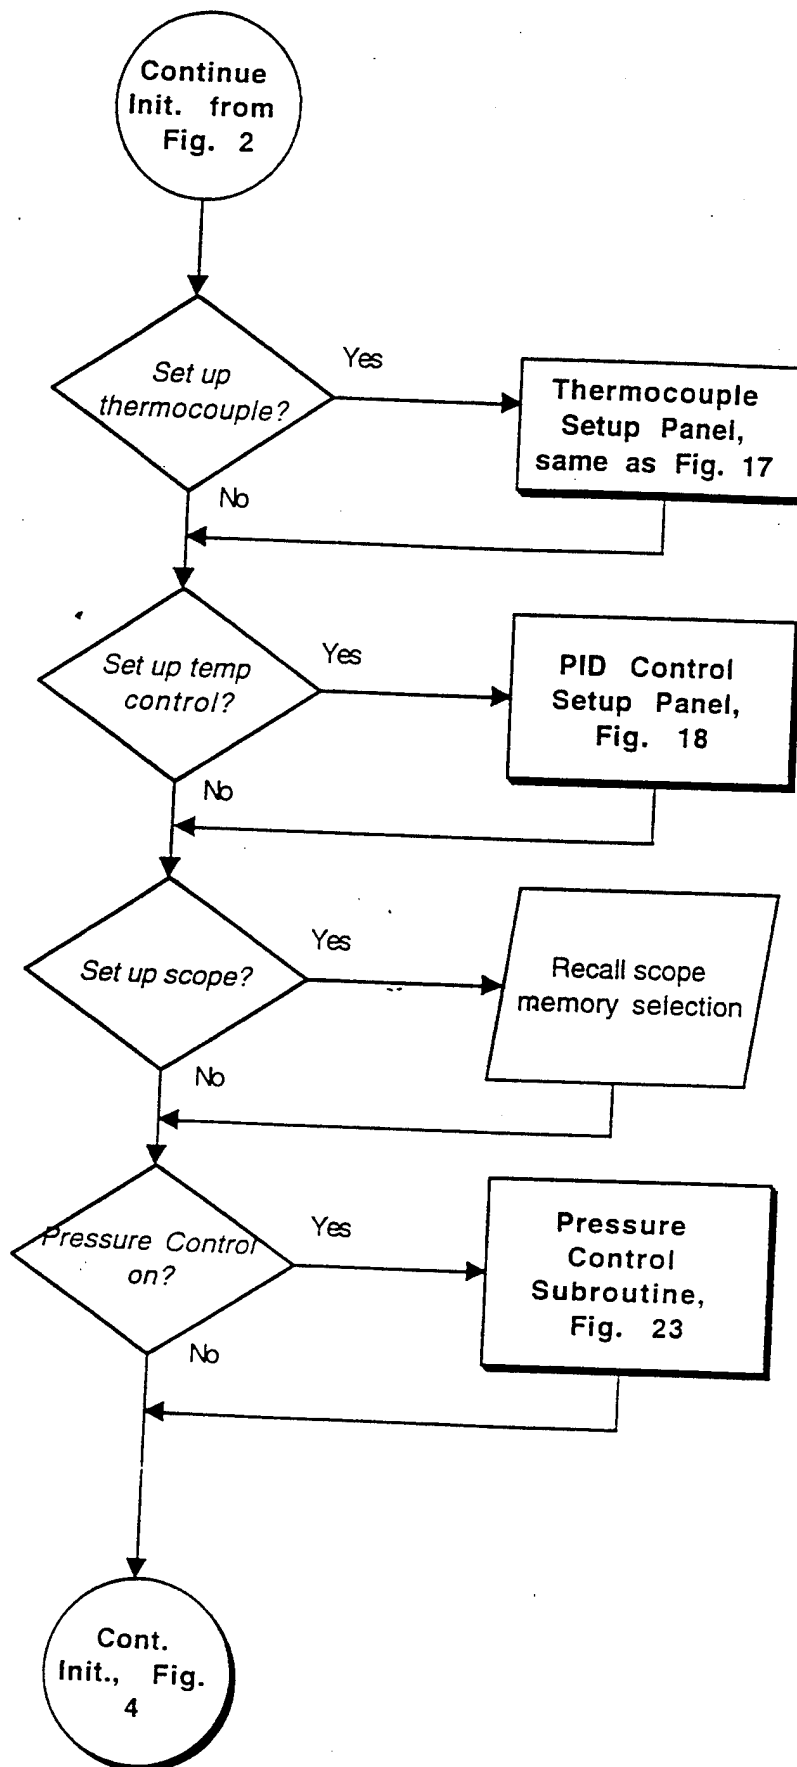 Continue
Init. from
Fig. 2
Set up
thermocouple?
Yes
Thermocouple
Setup Panel,
same as Fig. 17
No
Set up temp
control?
Yes
PID Control
Setup Panel,
Fig. 18
No
Set up scope?
Yes
Recall scope
memory selection
No
Pressure Control
on?
Yes
Pressure
Control
Subroutine,
Fig. 23
No
Cont.
Init., Fig.
4